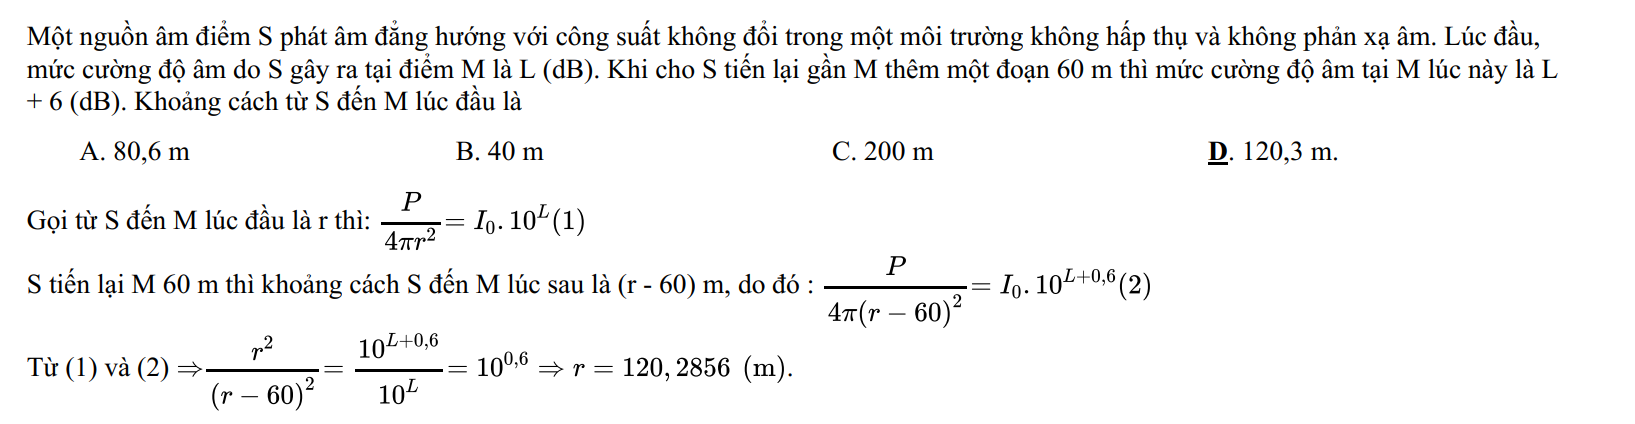 Một nguồn âm điểm S phát âm đẳng hướng với công suất không đổi trong một môi trường không hấp thụ và không phản xạ âm. Lúc đầu,
mức cường độ âm do S gây ra tại điểm M là L (dB). Khi cho S tiến lại gần M thêm một đoạn 60 m thì mức cường độ âm tại M lúc này là L
+ 6 (dB). Khoảng cách từ S đến M lúc đầu là
A. 80,6 m B. 40 m C. 200 m D. 120,3 m.
Gọi từ S đến M lúc đầu là r thì: \frac{P}{4\pi r^2} = I_0. 10^L (1)
S tiến lại M 60 m thì khoảng cách S đến M lúc sau là (r - 60) m, do đó : \frac{P}{4\pi(r - 60)^2} = I_0. 10^{L+0,6} (2)
Từ (1) và (2) ⇒ \frac{r^2}{(r - 60)^2} = \frac{10^{L+0,6}}{10^L} = 10^{0,6} ⇒ r = 120, 2856 (m).